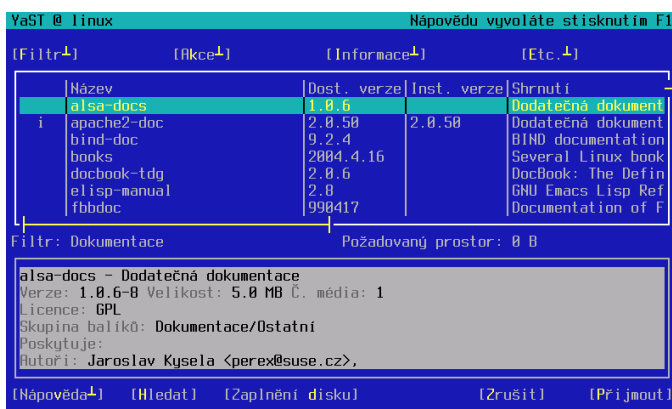 YaST @ linux Nápovědu vyvoláte stisknutím F1
[Filtr┴] [Akce┴] [Informace┴] [Etc.┴]
Název Dost. verze Inst. verze Shrnutí
alsa-docs 1.0.6 Dodatečná dokument
i apache2-doc 2.0.50 2.0.50 Dodatečná dokument
bind-doc 9.2.4 BIND documentation
books 2004.4.16 Several Linux book
docbook-tdg 2.0.6 DocBook: The Defin
elisp-manual 2.8 GNU Emacs Lisp Ref
fbbdoc 990417 Documentation of F
Filtr: Dokumentace Požadovaný prostor: 0 B
alsa-docs - Dodatečná dokumentace
Verze: 1.0.6-8 Velikost: 5.0 MB Č. média: 1
Licence: GPL
Skupina balíků: Dokumentace/Ostatní
Poskytuje:
Autoři: Jaroslav Kysela <perex@suse.cz>,
[Nápověda┴] [Hledat] [Zaplnění disku] [Zrušit] [Přijmout]